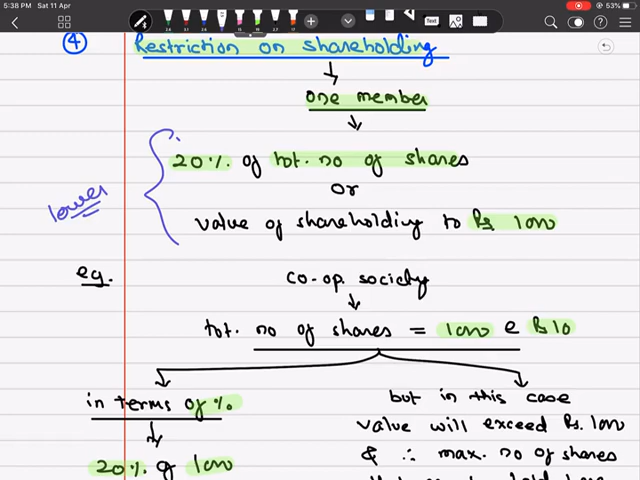 5:38 PM Sat 11 Apr
53%
Text
④ Restriction on shareholding
one member
20% of tot. no of shares
or
value of shareholding to Rs 1000
lower
eg.
co-op. society
tot. no of shares = 1000 @ Rs 10
in terms of %
20% of 1000
but in this case
value will exceed Rs. 1000
& ∴ max. no of shares